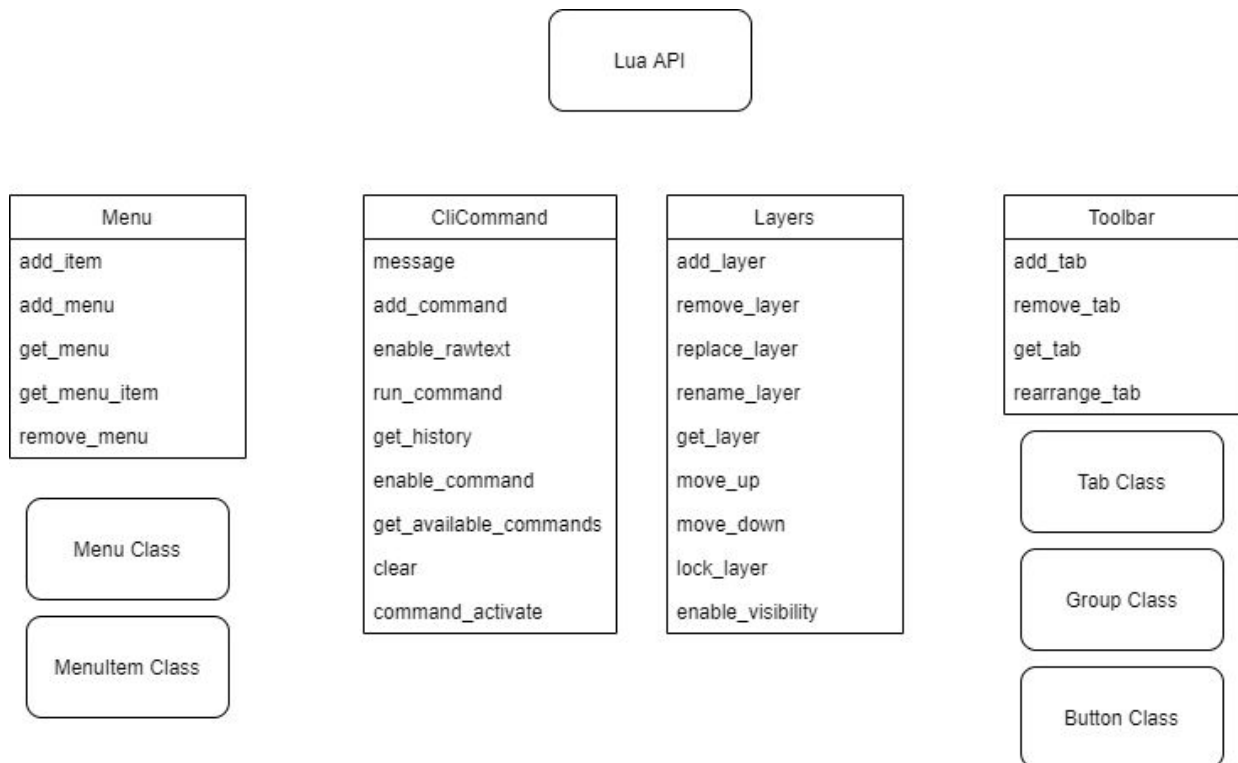 Lua API
Menu
add_item
add_menu
get_menu
get_menu_item
remove_menu
Menu Class
MenuItem Class
CliCommand
message
add_command
enable_rawtext
run_command
get_history
enable_command
get_available_commands
clear
command_activate
Layers
add_layer
remove_layer
replace_layer
rename_layer
get_layer
move_up
move_down
lock_layer
enable_visibility
Toolbar
add_tab
remove_tab
get_tab
rearrange_tab
Tab Class
Group Class
Button Class